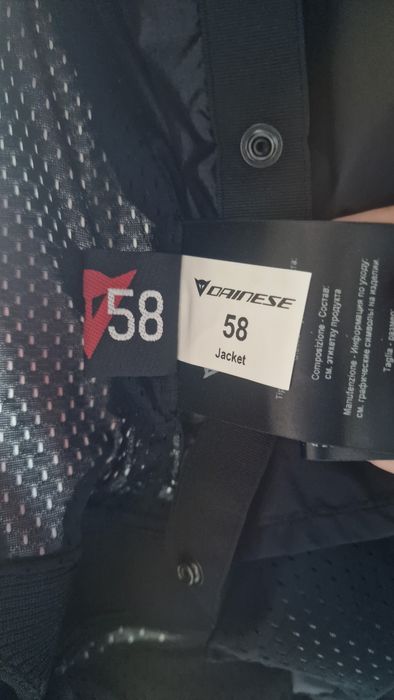 58
DAINESE
58
Jacket
Composizione - Состав:
см. этикетку продукта
Manutenzione - Информация по уходу:
см. графические символы на изделии
Taglia - размер: